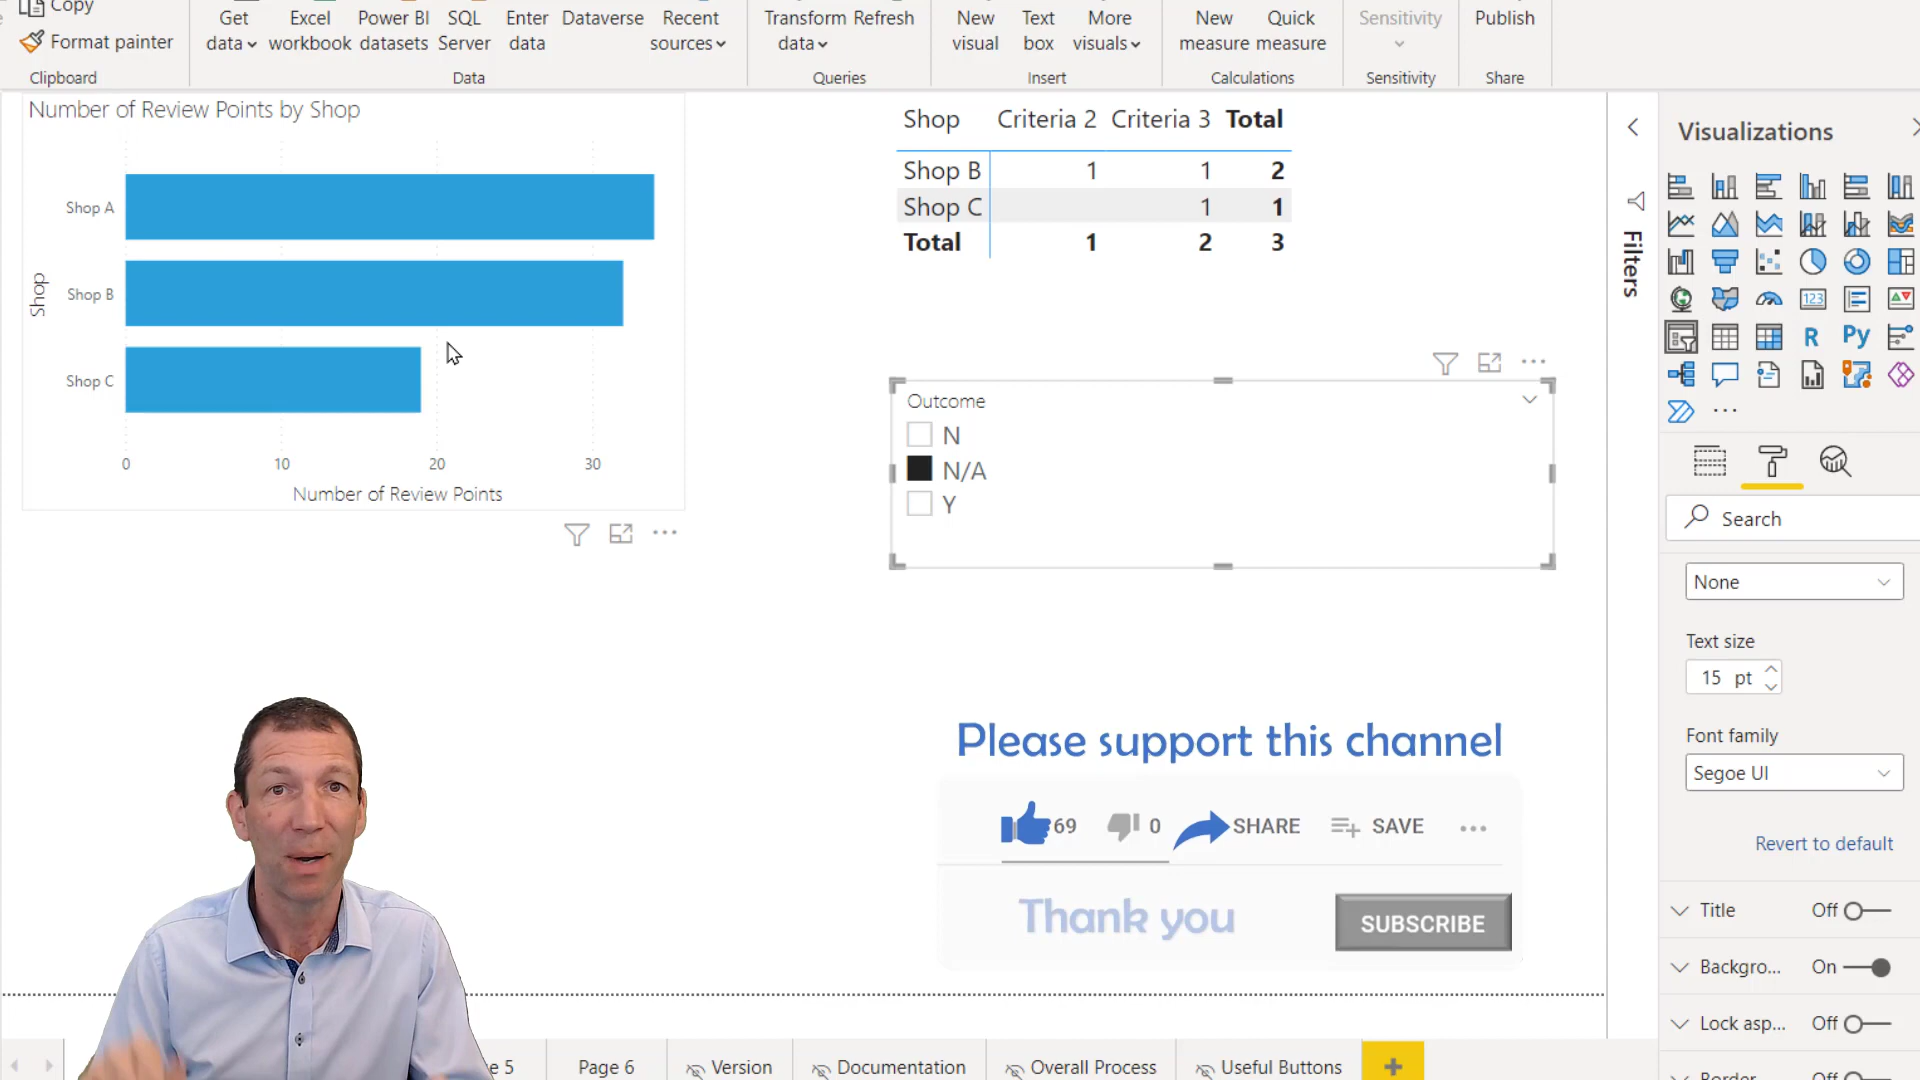 Copy
Format painter
Clipboard
Get data
Excel workbook
Power BI datasets
SQL Server
Enter data
Dataverse
Recent sources
Data
Transform data
Refresh
Queries
New visual
Text box
More visuals
Insert
New measure
Quick measure
Calculations
Sensitivity
Sensitivity
Publish
Share
Number of Review Points by Shop
Shop
Shop A
Shop B
Shop C
0 10 20 30
Number of Review Points
Shop Criteria 2 Criteria 3 Total
Shop B 1 1 2
Shop C 1 1
Total 1 2 3
Outcome
N
N/A
Y
Please support this channel
69 0 SHARE SAVE
Thank you
SUBSCRIBE
Filters
Visualizations
123
R
Py
Search
None
Text size
15 pt
Font family
Segoe UI
Revert to default
Title Off
Backgro... On
Lock asp... Off
Border Off
e 5
Page 6
Version
Documentation
Overall Process
Useful Buttons
+